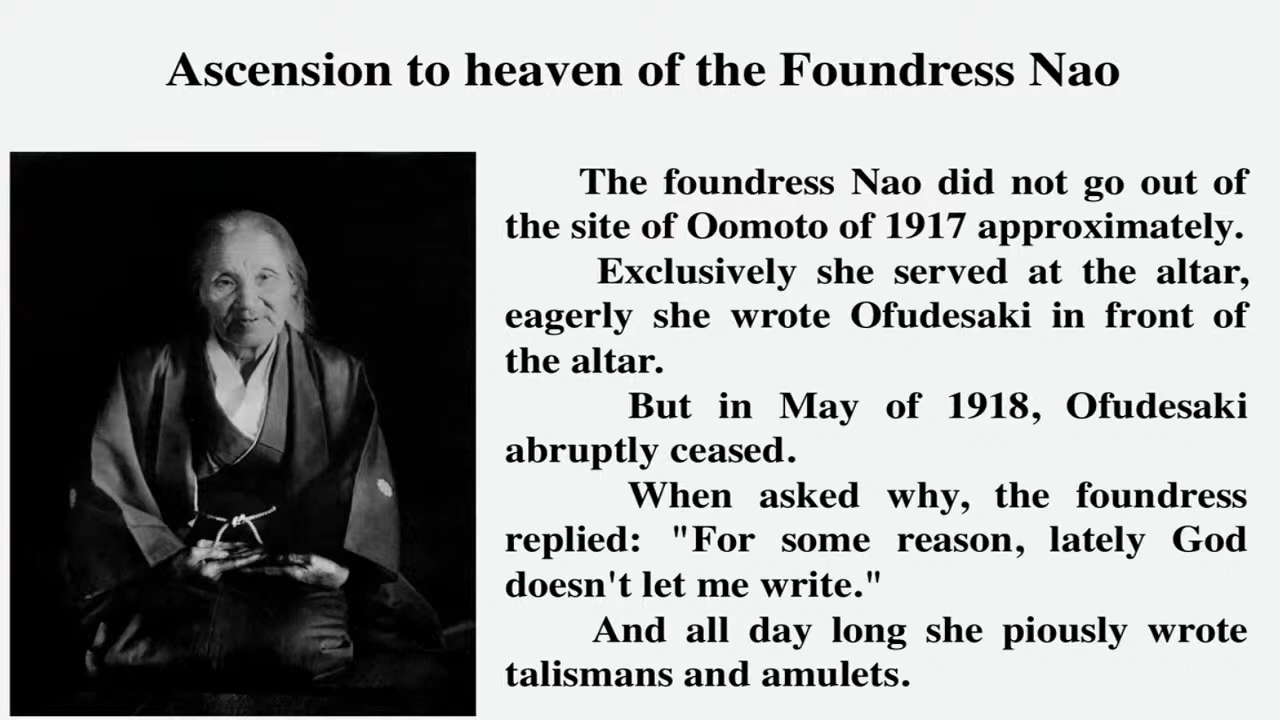 Ascension to heaven of the Foundress Nao
The foundress Nao did not go out of
the site of Oomoto of 1917 approximately.
Exclusively she served at the altar,
eagerly she wrote Ofudesaki in front of
the altar.
But in May of 1918, Ofudesaki
abruptly ceased.
When asked why, the foundress
replied: "For some reason, lately God
doesn't let me write."
And all day long she piously wrote
talismans and amulets.